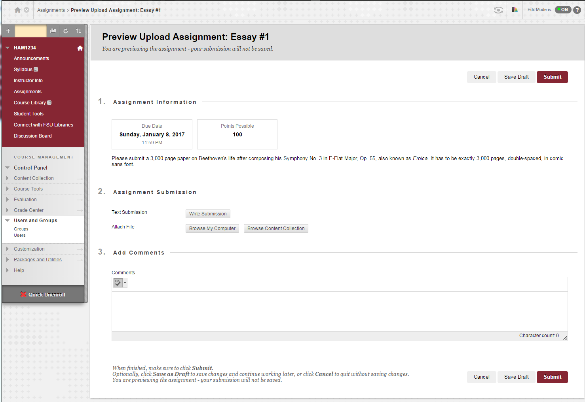 Assignments > Preview Upload Assignment: Essay #1
Edit Mode is: ON ?
HAW1214
Announcements
Syllabus
Instructor Info
Assignments
Course Library
Student Tools
Connect with FSU Libraries
Discussion Board
COURSE MANAGEMENT
Control Panel
Content Collection
Course Tools
Evaluation
Grade Center
Users and Groups
Groups
Users
Customization
Packages and Utilities
Help
Quick Unenroll
Preview Upload Assignment: Essay #1
You are previewing the assignment - your submission will not be saved.
Cancel Save Draft Submit
1. Assignment Information
Due Date
Sunday, January 8, 2017
11:59 PM
Points Possible
100
Please submit a 3,000 page paper on Beethoven's life after composing his Symphony No. 3 in E-Flat Major, Op. 55, also known as Eroica. It has to be exactly 3,000 pages, double-spaced, in comic
sans font.
2. Assignment Submission
Text Submission Write Submission
Attach File Browse My Computer Browse Content Collection
3. Add Comments
Comments
Character count: 0
When finished, make sure to click Submit.
Optionally, click Save as Draft to save changes and continue working later, or click Cancel to quit without saving changes.
You are previewing the assignment - your submission will not be saved.
Cancel Save Draft Submit